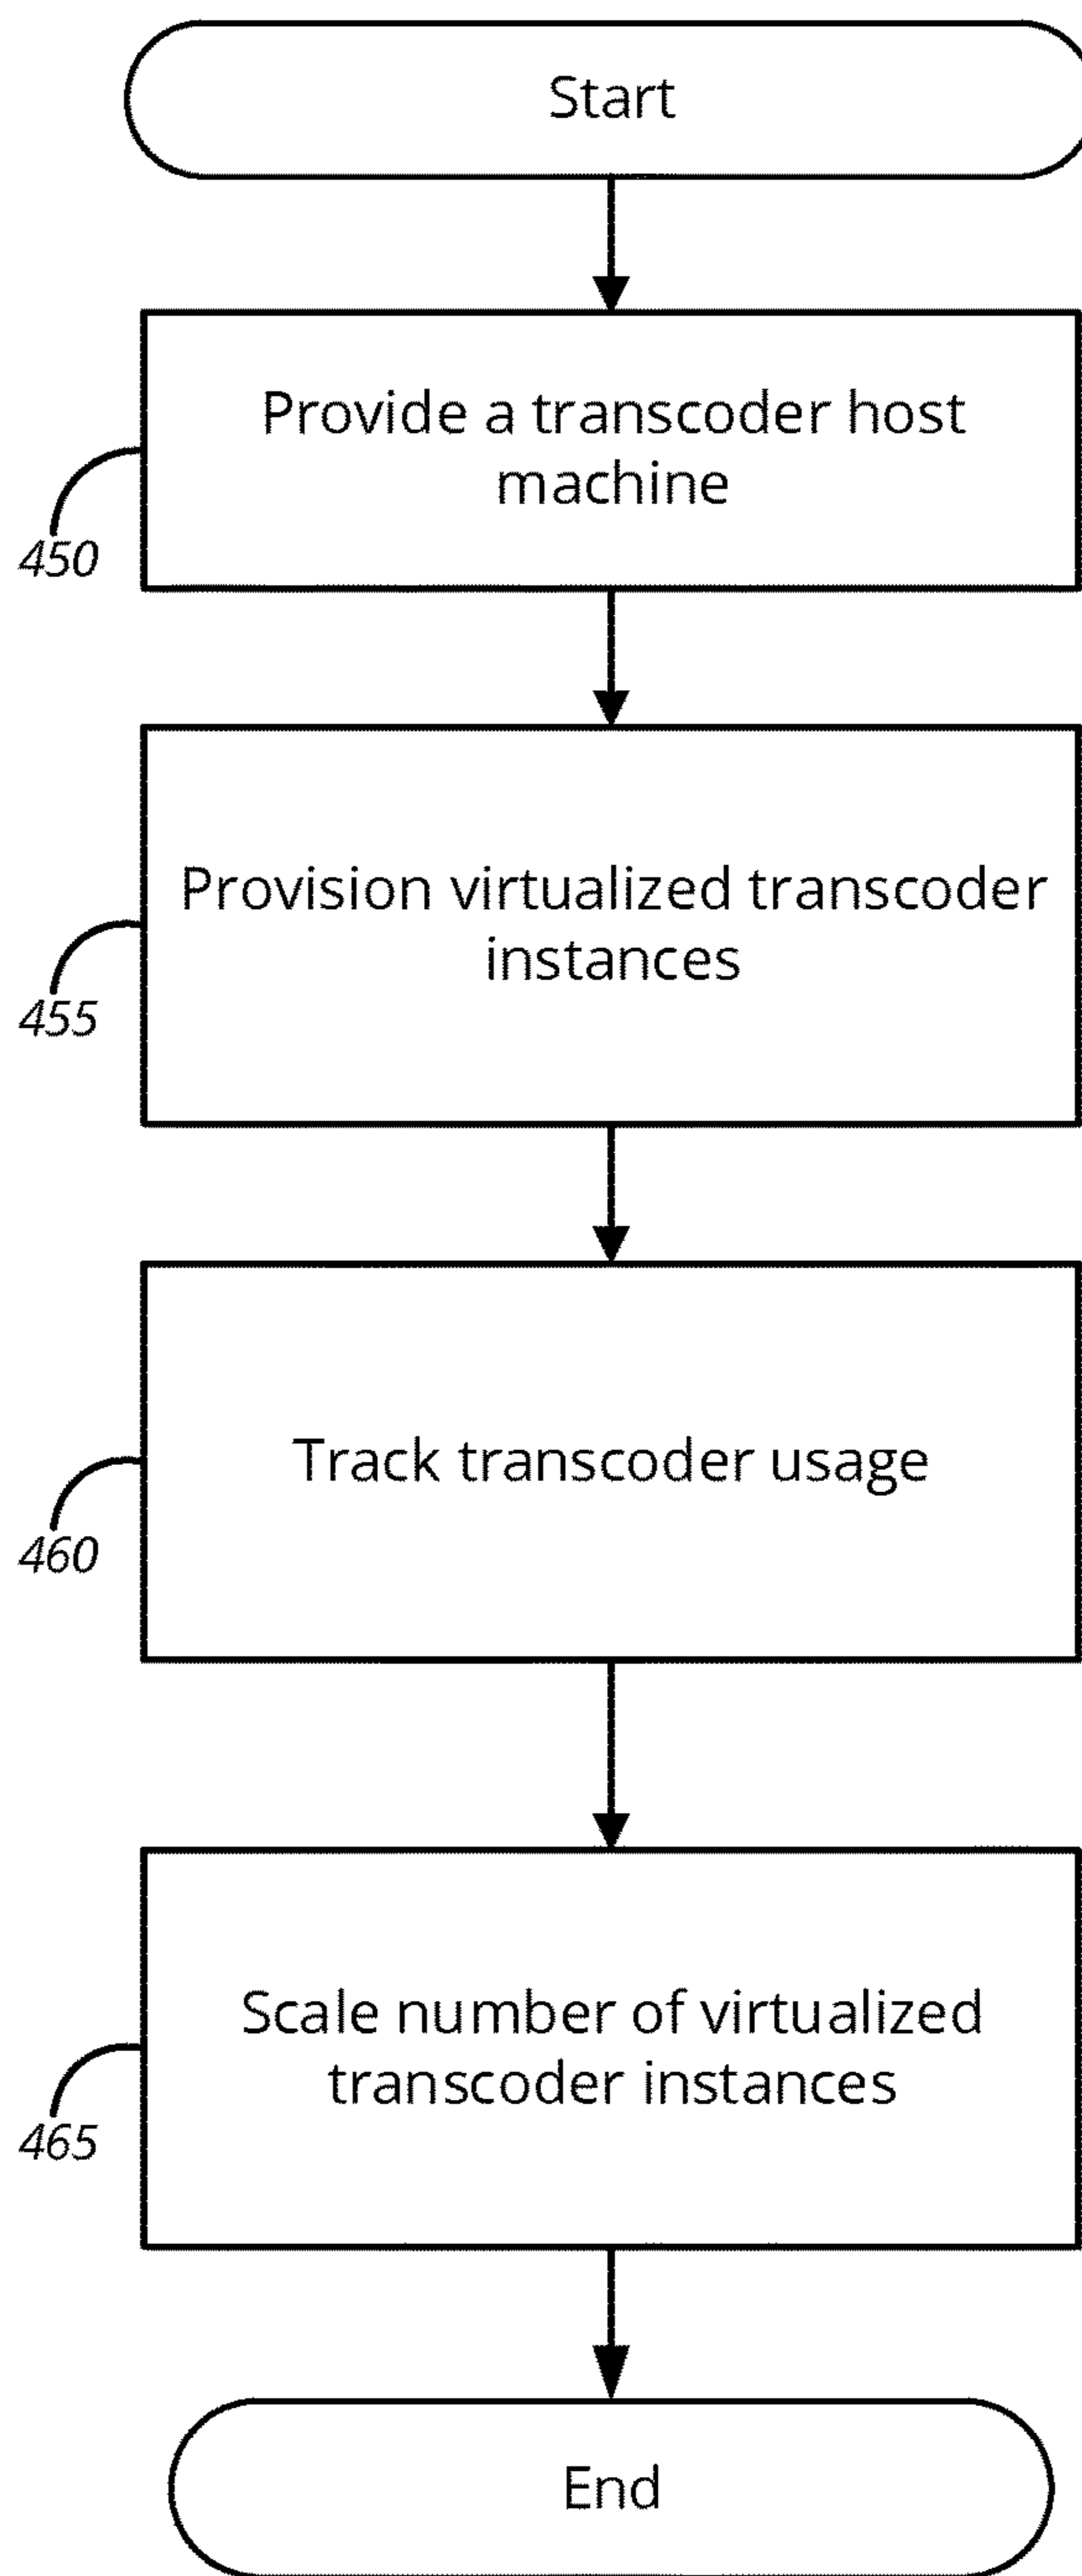 Start
Provide a transcoder host
machine
450
Provision virtualized transcoder
instances
455
Track transcoder usage
460
Scale number of virtualized
transcoder instances
465
End